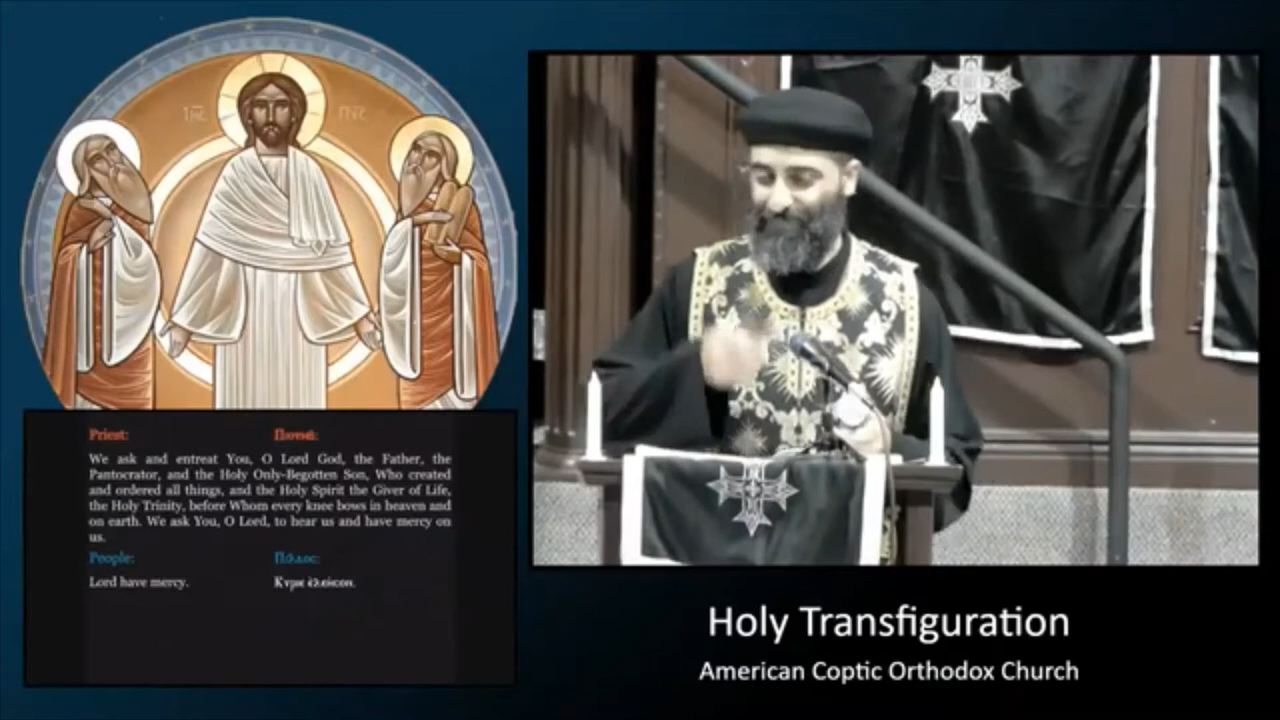 Priest:
We ask and entreat You, O Lord God, the Father, the
Pantocrator, and the Holy Only-Begotten Son, Who created
and ordered all things, and the Holy Spirit the Giver of Life,
the Holy Trinity, before Whom every knee bows in heaven and
on earth. We ask You, O Lord, to hear us and have mercy on
us.
People:
Lord have mercy.
Holy Transfiguration
American Coptic Orthodox Church